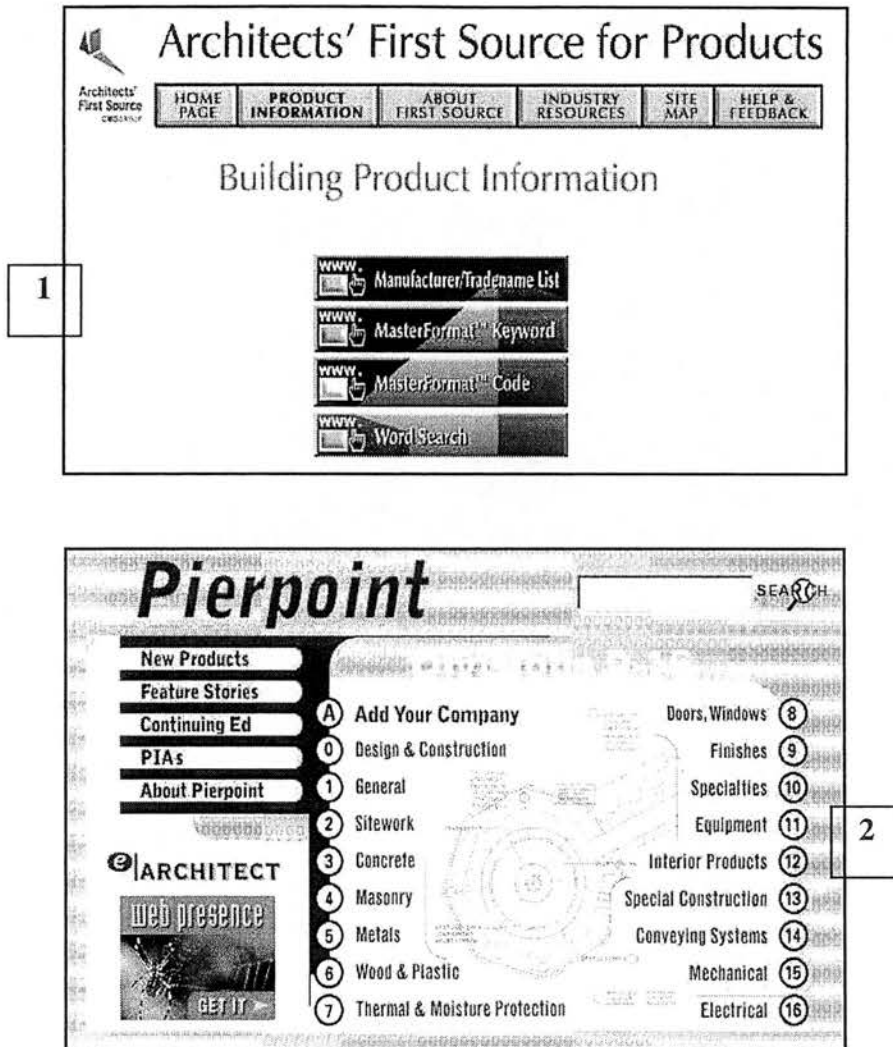 Architects' First Source for Products
Architects'
First Source
HOME PAGE
PRODUCT INFORMATION
ABOUT FIRST SOURCE
INDUSTRY RESOURCES
SITE MAP
HELP & FEEDBACK
Building Product Information
1
www. Manufacturer/Tradename List
www. MasterFormat™ Keyword
www. MasterFormat™ Code
www. Word Search
Pierpoint
SEARCH
New Products
Feature Stories
Continuing Ed
PIAs
About Pierpoint
e ARCHITECT
web presence
GET IT
A Add Your Company
0 Design & Construction
1 General
2 Sitework
3 Concrete
4 Masonry
5 Metals
6 Wood & Plastic
7 Thermal & Moisture Protection
Doors, Windows 8
Finishes 9
Specialties 10
Equipment 11
Interior Products 12
Special Construction 13
Conveying Systems 14
Mechanical 15
Electrical 16
2